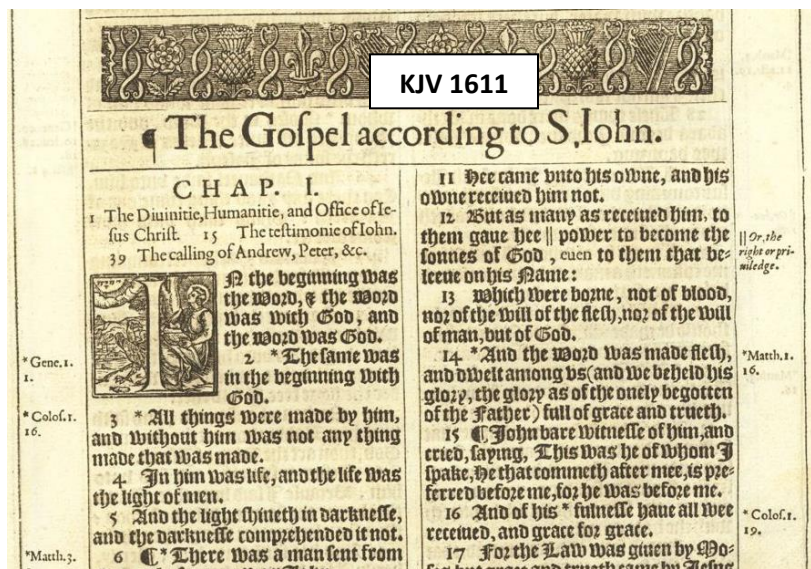 KJV 1611
¶ The Goſpel according to S. Iohn.
CHAP. I.
1 The Diuinitie, Humanitie, and Office of Ie-
ſus Chriſt. 15 The teſtimonie of Iohn.
39 The calling of Andrew, Peter, &c.
IN the beginning was
the Word, & the Word
was with God, and
the Word was God.
2 * The ſame was
in the beginning with
God.
3 * All things were made by him,
and without him was not any thing
made that was made.
4 In him was life, and the life was
the light of men.
5 And the light ſhineth in darkneſſe,
and the darkneſſe comprehended it not.
6 ¶ * There was a man ſent from
* Gene. 1.
1.
* Coloſ. 1.
16.
* Matth. 3.
11 Hee came vnto his owne, and his
owne receiued him not.
12 But as many as receiued him, to
them gaue hee || power to become the
ſonnes of God, euen to them that be-
leeue on his Name:
13 Which were borne, not of blood,
nor of the will of the fleſh, nor of the will
of man, but of God.
14 * And the Word was made fleſh,
and dwelt among vs (and we beheld his
glory, the glory as of the onely begotten
of the Father) full of grace and trueth.
15 ¶ John bare witneſſe of him, and
cried, ſaying, This was he of whom I
ſpake, He that commeth after mee, is pre-
ferred before me, for he was before me.
16 And of his * fulneſſe haue all wee
receiued, and grace for grace.
17 For the Law was giuen by Mo-
ſes, but grace and trueth came by Jeſus
|| Or, the
right or pri-
uiledge.
* Matth. 1.
16.
* Coloſ. 1.
19.